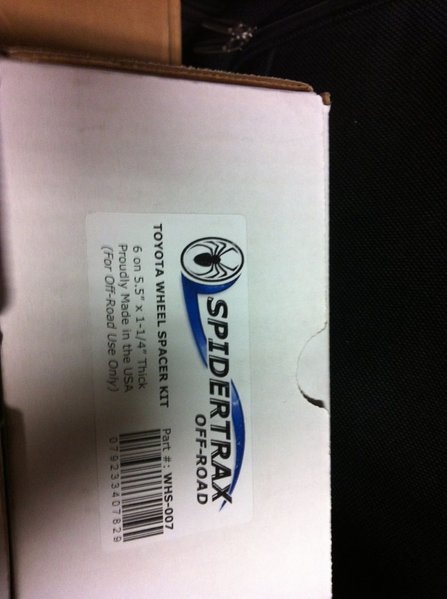 SPIDERTRAX
OFF-ROAD
TOYOTA WHEEL SPACER KIT
6 on 5.5" x 1-1/4" Thick
Proudly Made in the USA
(For Off-Road Use Only)
Part #: WHS-007
079233407829